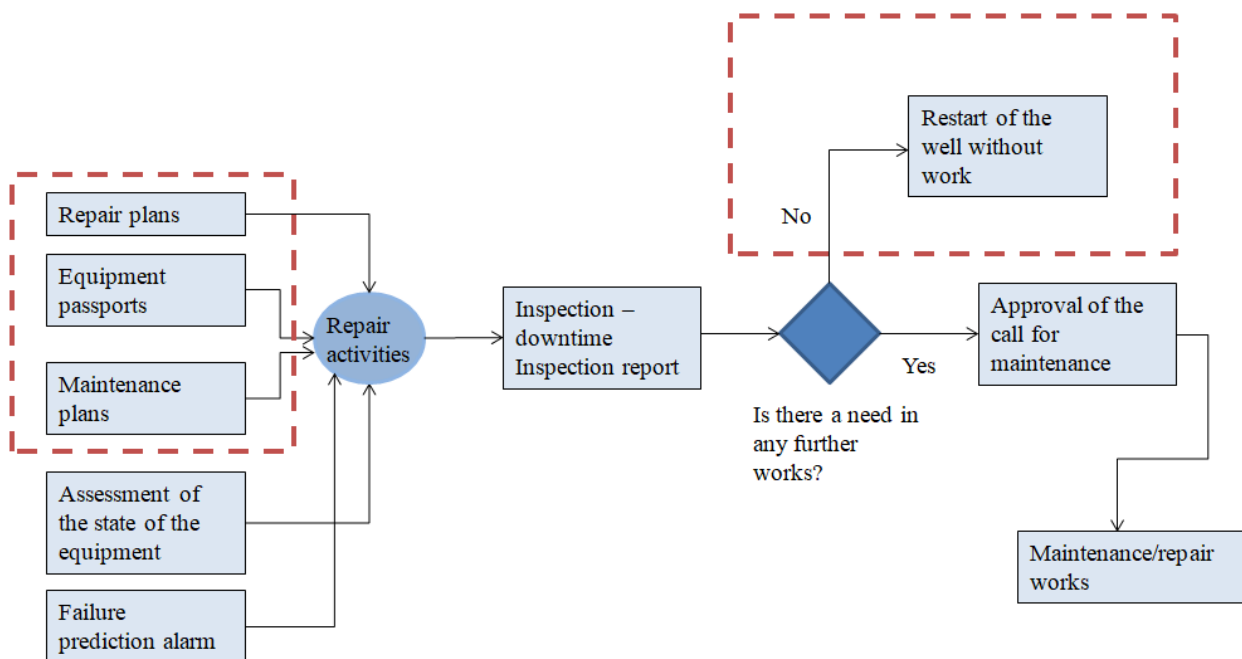 Repair plans
Equipment
passports
Maintenance
plans
Assessment of
the state of the
equipment
Failure
prediction alarm
Repair
activities
Inspection –
downtime
Inspection report
Is there a need in
any further
works?
No
Restart of the
well without
work
Yes
Approval of the
call for
maintenance
Maintenance/repair
works